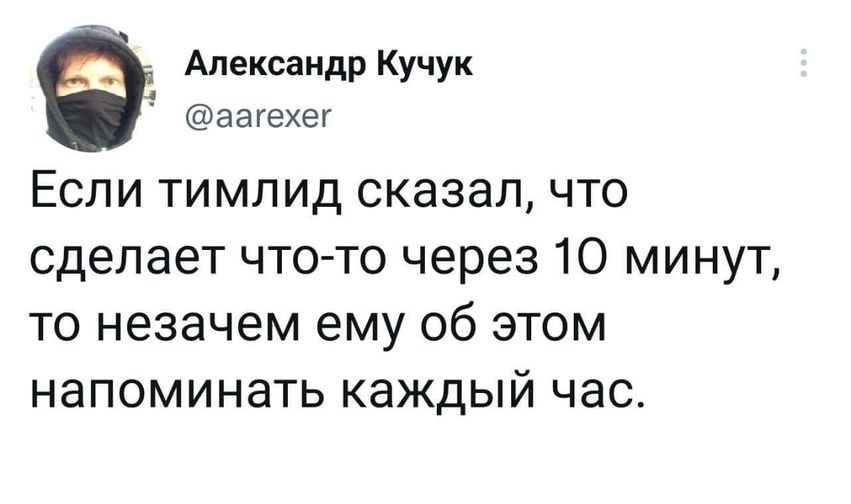 Александр Кучук
@aarexer
Если тимлид сказал, что
сделает что-то через 10 минут,
то незачем ему об этом
напоминать каждый час.